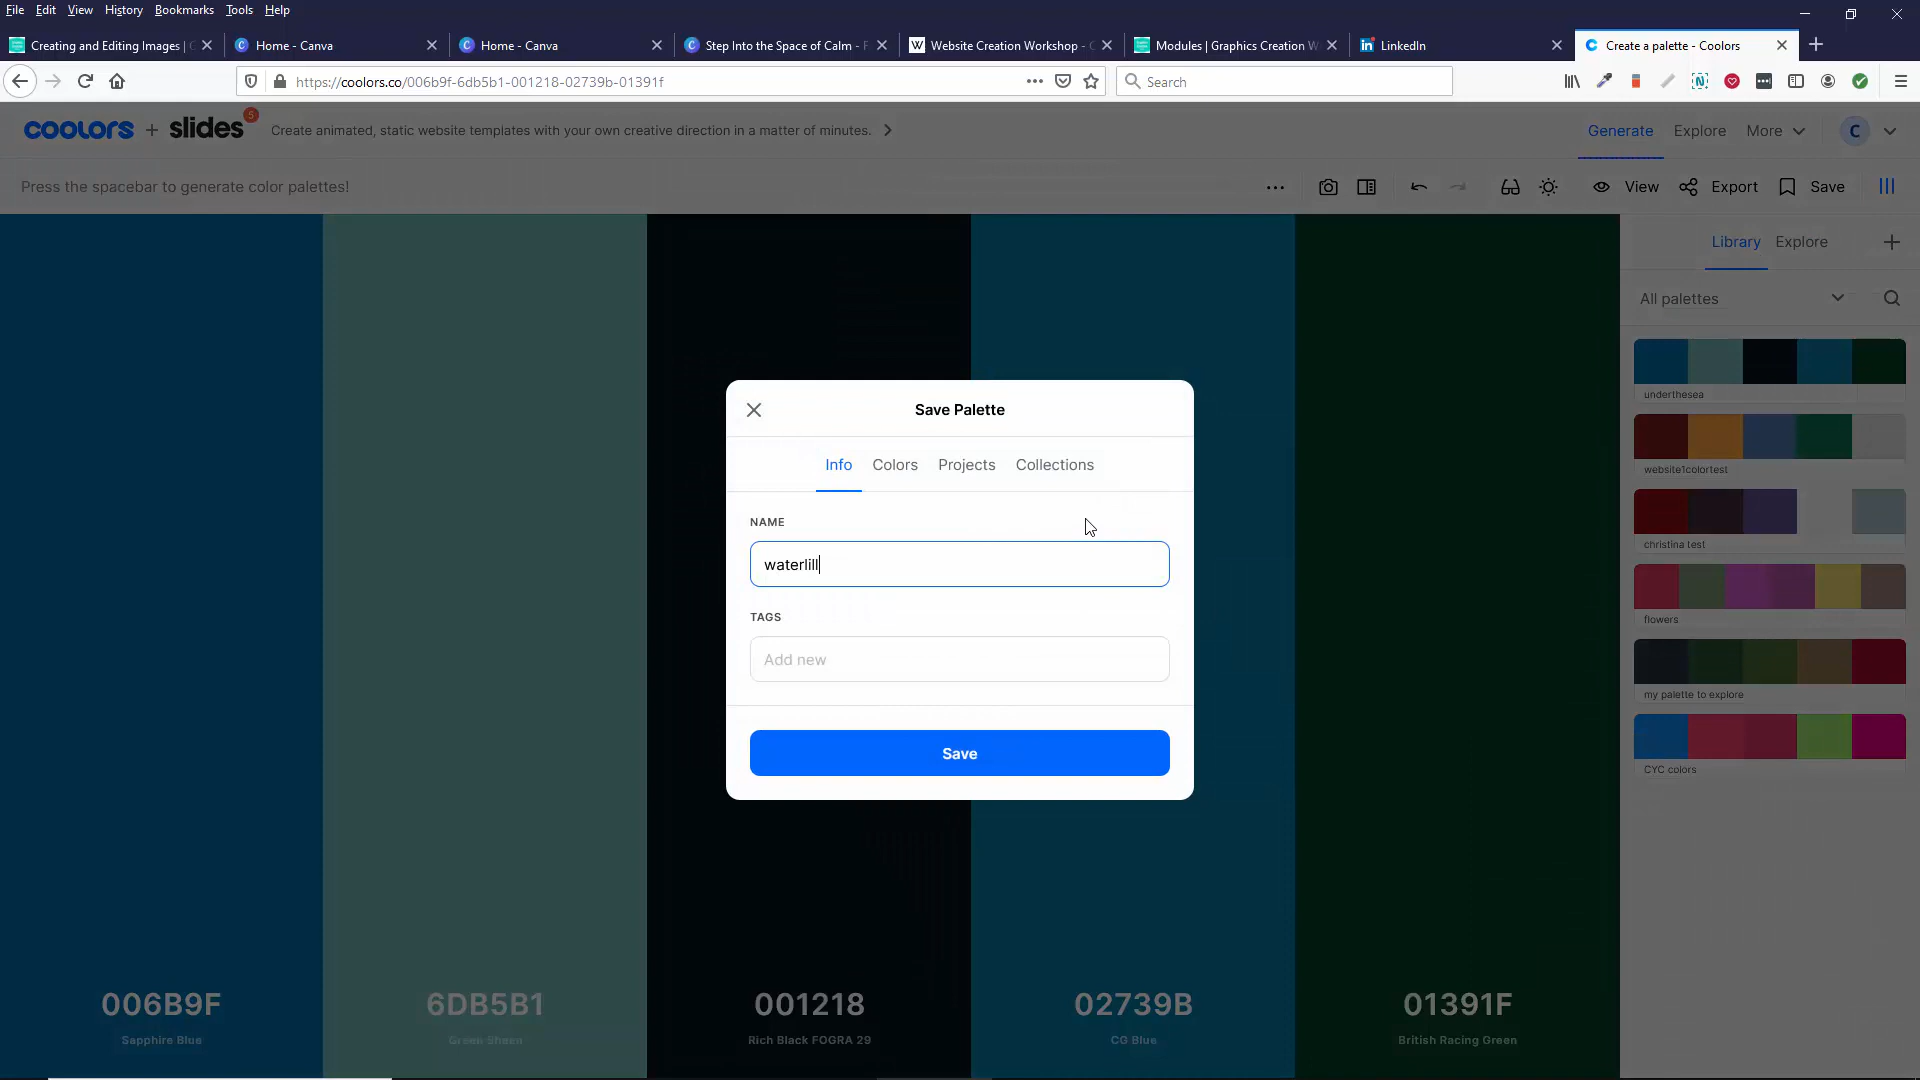 File Edit View History Bookmarks Tools Help
Creating and Editing Images | C
Home - Canva
Home - Canva
Step Into the Space of Calm - F
Website Creation Workshop - C
Modules | Graphics Creation W
LinkedIn
Create a palette - Coolors
https://coolors.co/006b9f-6db5b1-001218-02739b-01391f
Search
coolors + slides 5
Create animated, static website templates with your own creative direction in a matter of minutes.
Generate Explore More C
Press the spacebar to generate color palettes!
View Export Save
Library Explore
All palettes
underthesea
website1colortest
christina test
flowers
my palette to explore
CYC colors
Save Palette
Info Colors Projects Collections
NAME
waterlill
TAGS
Add new
Save
006B9F 6DB5B1 001218 02739B 01391F
Sapphire Blue Green Sheen Rich Black FOGRA 29 CG Blue British Racing Green